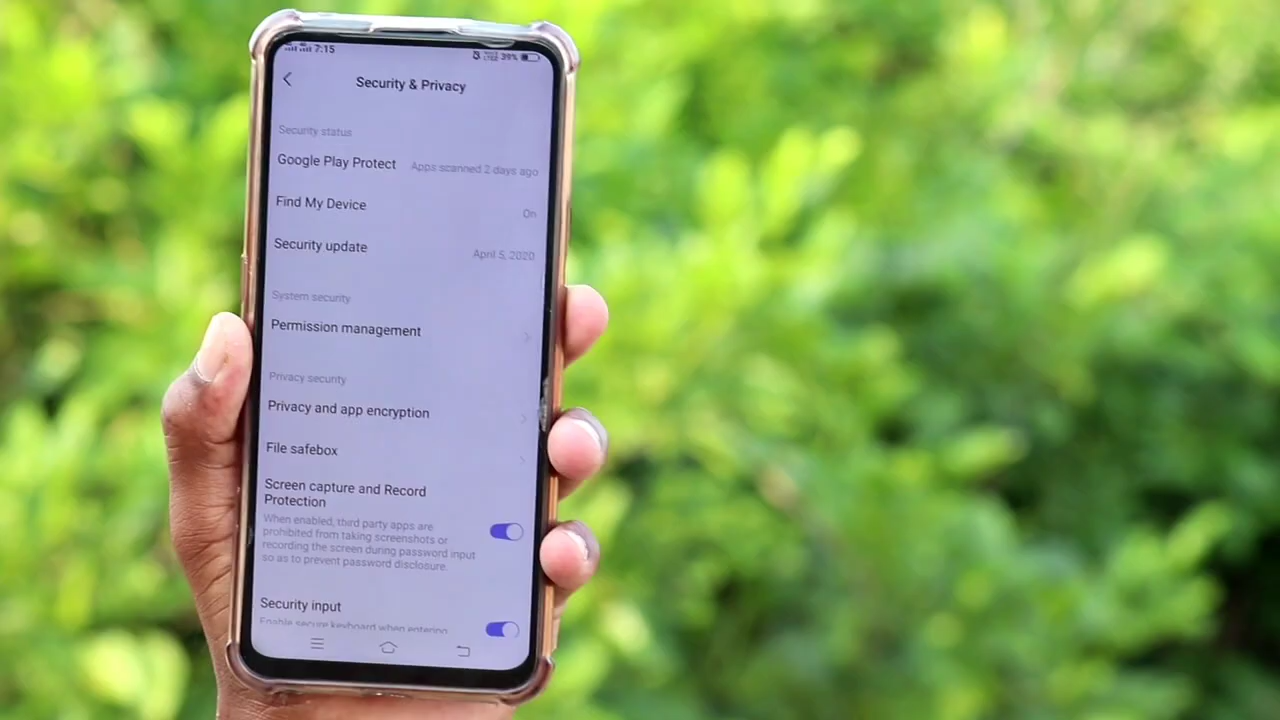 7:15 39%
Security & Privacy
Security status
Google Play Protect Apps scanned 2 days ago
Find My Device On
Security update April 5, 2020
System security
Permission management
Privacy security
Privacy and app encryption
File safebox
Screen capture and Record
Protection
When enabled, third party apps are
prohibited from taking screenshots or
recording the screen during password input
so as to prevent password disclosure.
Security input
Enable secure keyboard when entering